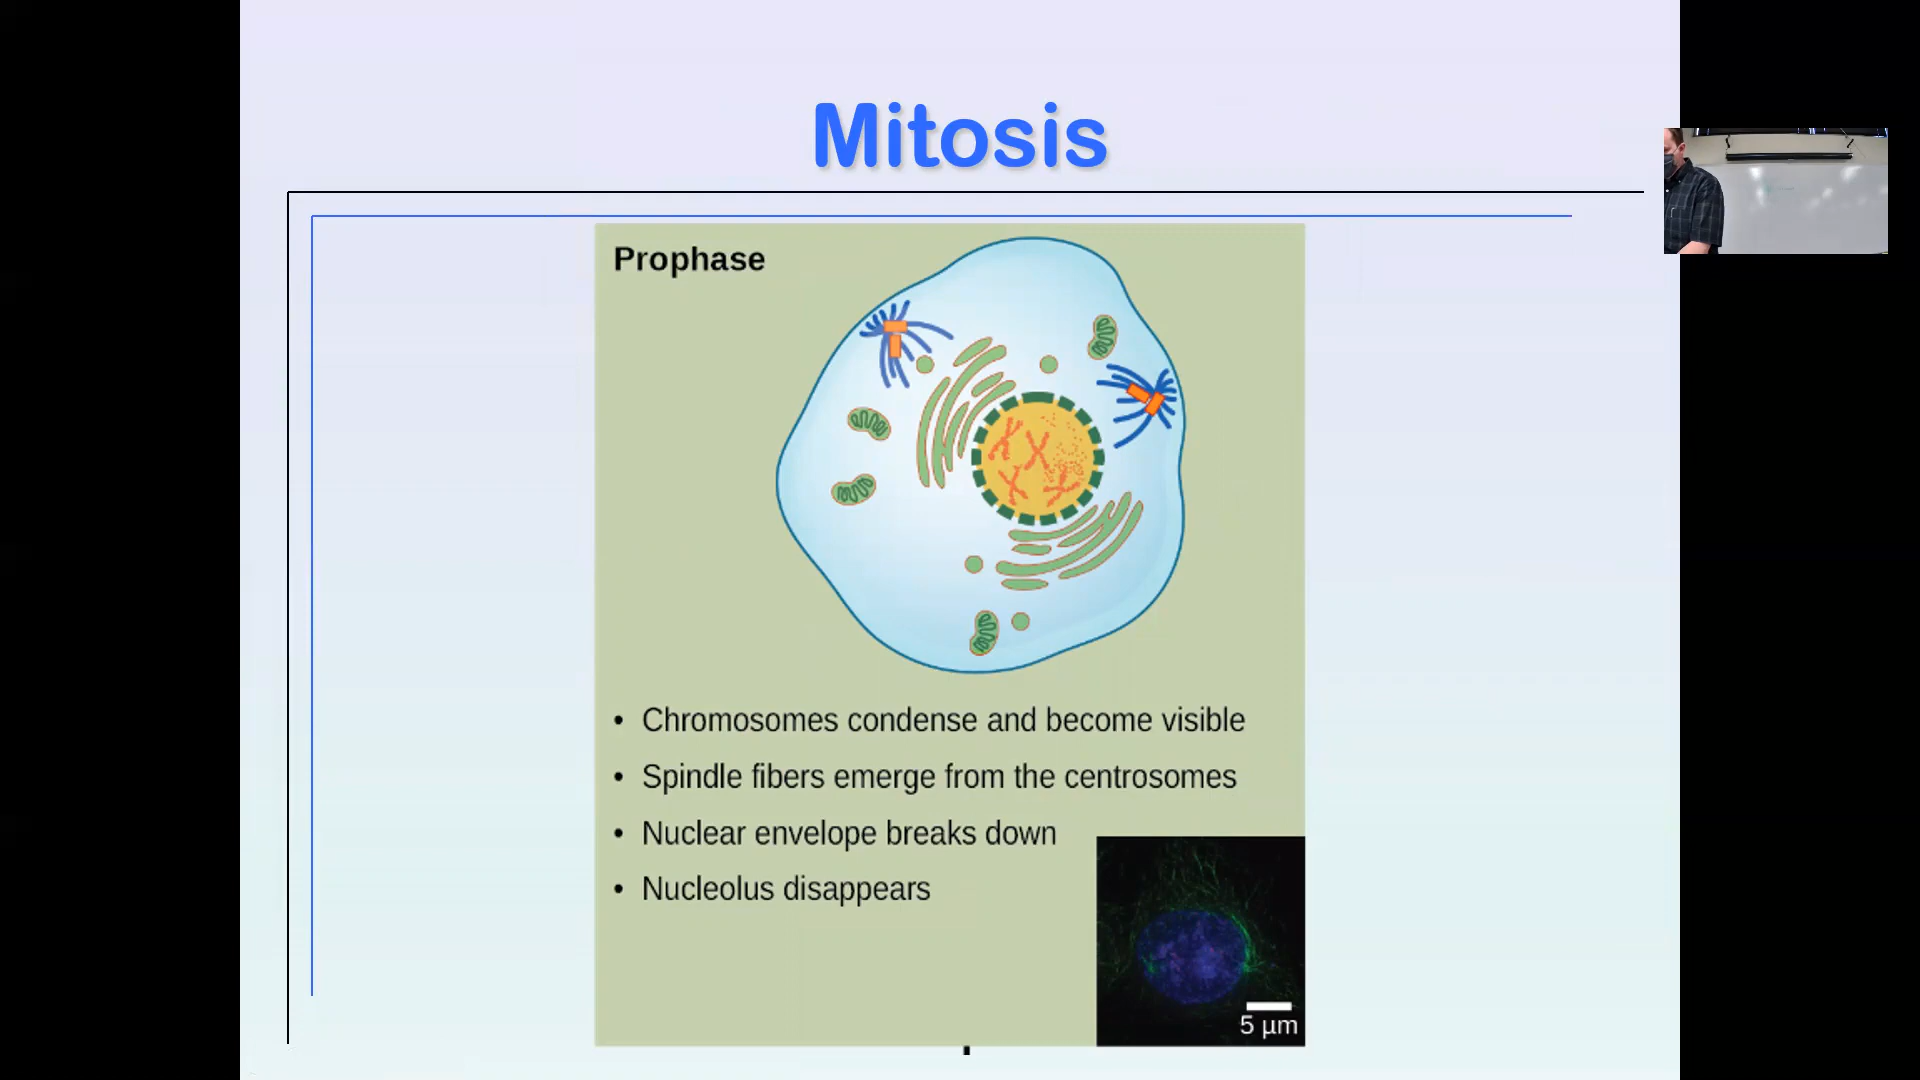 Mitosis
Prophase
• Chromosomes condense and become visible
• Spindle fibers emerge from the centrosomes
• Nuclear envelope breaks down
• Nucleolus disappears
5 µm